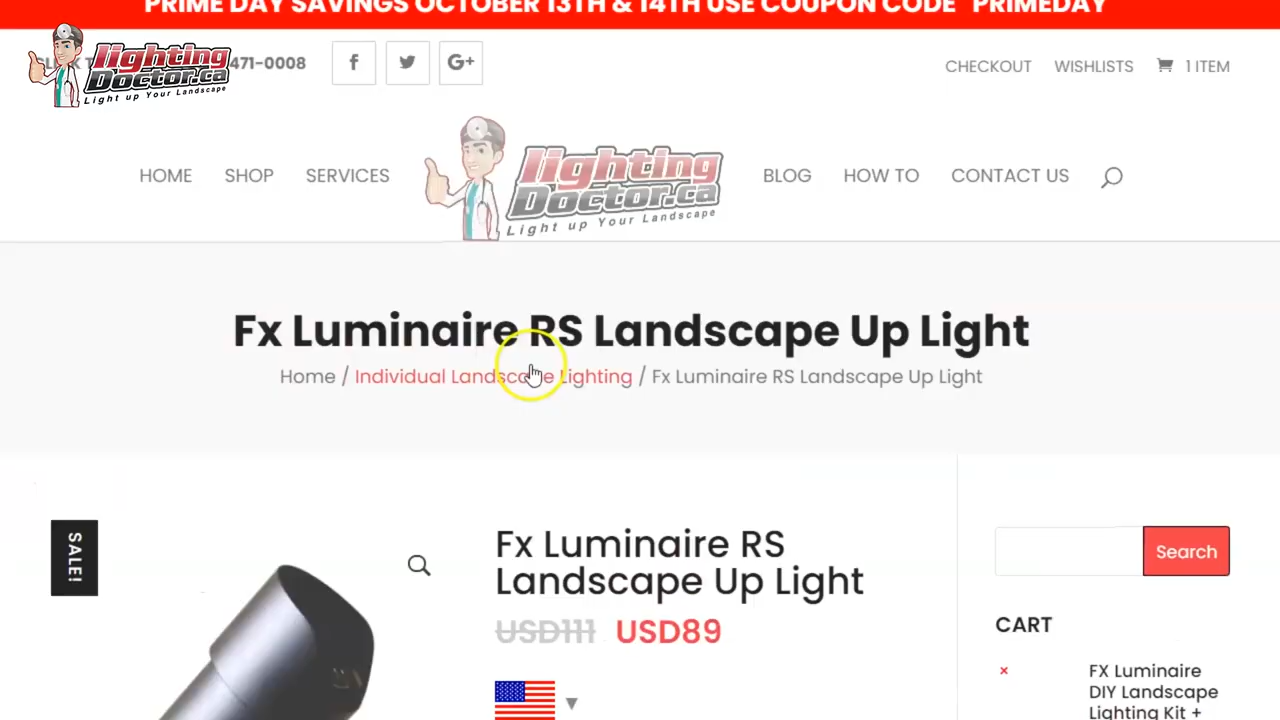 PRIME DAY SAVINGS OCTOBER 13TH & 14TH USE COUPON CODE "PRIMEDAY"
471-0008
f
G+
CHECKOUT
WISHLISTS
1 ITEM
lighting
Doctor.ca
Light up Your Landscape
HOME
SHOP
SERVICES
lighting
Doctor.ca
Light up Your Landscape
BLOG
HOW TO
CONTACT US
Fx Luminaire RS Landscape Up Light
Home / Individual Landscape Lighting / Fx Luminaire RS Landscape Up Light
SALE!
Fx Luminaire RS
Landscape Up Light
USD111 USD89
Search
CART
× FX Luminaire
DIY Landscape
Lighting Kit +